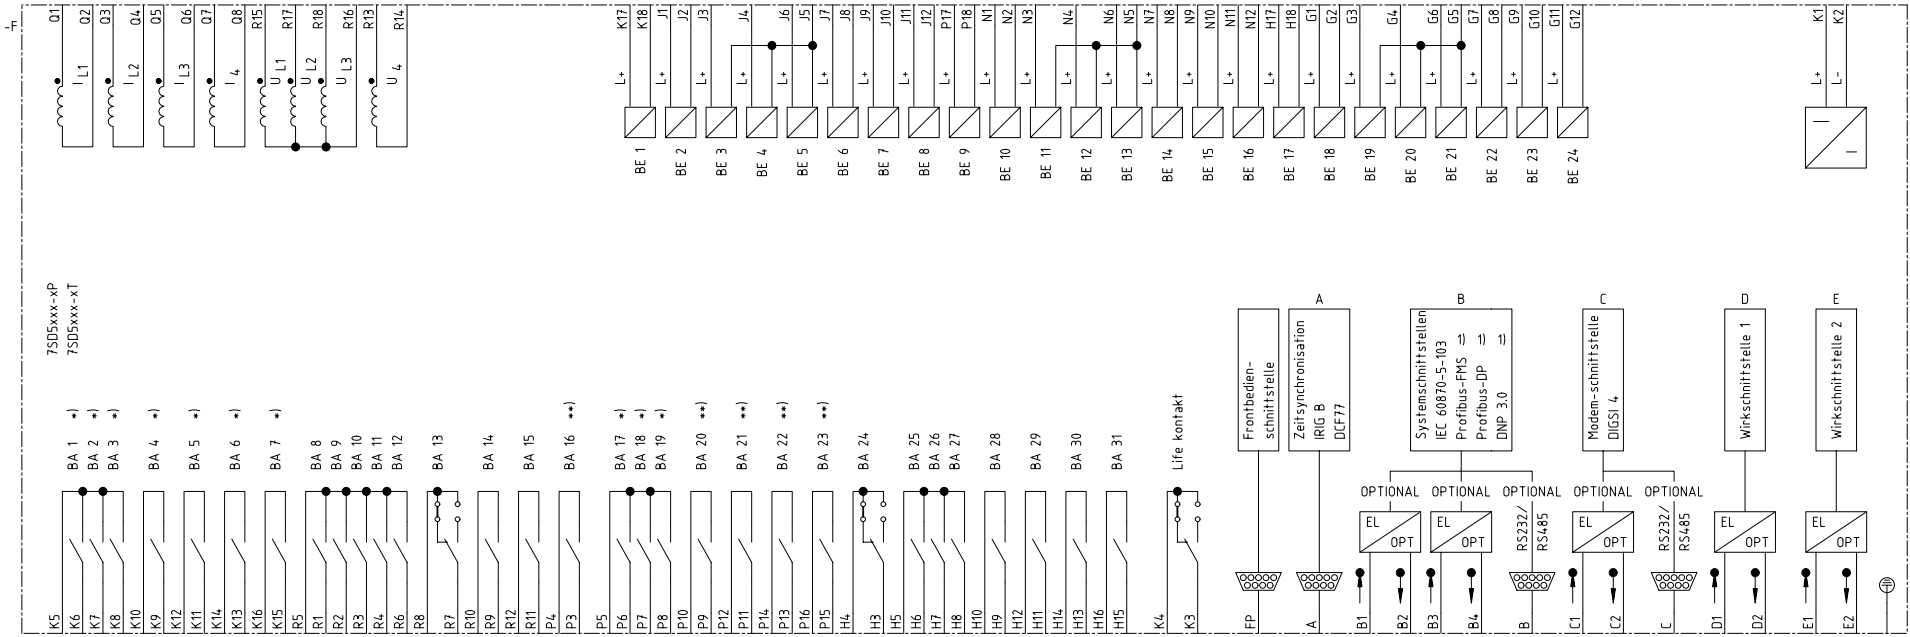 -F
Q1 Q2 Q3 Q4 Q5 Q6 Q7 Q8 R15 R17 R18 R16 R13 R14
K17 K18 J1 J2 J3 J4 J6 J5 J7 J8 J9 J10 J11 J12 P17 P18 N1 N2 N3 N4 N6 N5 N7 N8 N9 N10 N11 N12 H17 H18 G1 G2 G3 G4 G6 G5 G7 G8 G9 G10 G11 G12
K1 K2
I L1 I L2 I L3 I 4 U L1 U L2 U L3 U 4
L+ L+ L+ L+ L+ L+ L+ L+ L+ L+ L+ L+ L+ L+ L+ L+ L+ L+ L+ L+ L+ L+
L+ L-
BE 1 BE 2 BE 3 BE 4 BE 5 BE 6 BE 7 BE 8 BE 9 BE 10 BE 11 BE 12 BE 13 BE 14 BE 15 BE 16 BE 17 BE 18 BE 19 BE 20 BE 21 BE 22 BE 23 BE 24
7SD5xxx-xP
7SD5xxx-xT
A B C D E
Frontbedien-
schnittstelle
Zeitsynchronisation
IRIG B
DCF77
Systemschnittstellen
IEC 60870-5-103
Profibus-FMS 1)
Profibus-DP 1)
DNP 3.0 1)
Modem-schnittstelle
DIGSI 4
Wirkschnittstelle 1
Wirkschnittstelle 2
BA 1 *)
BA 2 *)
BA 3 *)
BA 4 *)
BA 5 *)
BA 6 *)
BA 7 *)
BA 8
BA 9
BA 10
BA 11
BA 12
BA 13
BA 14
BA 15
BA 16 **)
BA 17 *)
BA 18 *)
BA 19 *)
BA 20 **)
BA 21 **)
BA 22 **)
BA 23 **)
BA 24
BA 25
BA 26
BA 27
BA 28
BA 29
BA 30
BA 31
Life kontakt
OPTIONAL OPTIONAL OPTIONAL OPTIONAL OPTIONAL
EL OPT
EL OPT
RS232/
RS485
EL OPT
RS232/
RS485
EL OPT
EL OPT
K5 K6 K7 K8 K10 K9 K12 K11 K14 K13 K16 K15 R5 R1 R2 R3 R4 R6 R8 R7 R10 R9 R12 R11 P4 P3 P5 P6 P7 P8 P10 P9 P12 P11 P14 P13 P16 P15 H4 H3 H5 H6 H7 H8 H10 H9 H12 H11 H14 H13 H16 H15 K4 K3 FP A B1 B2 B3 B4 B C1 C2 C D1 D2 E1 E2